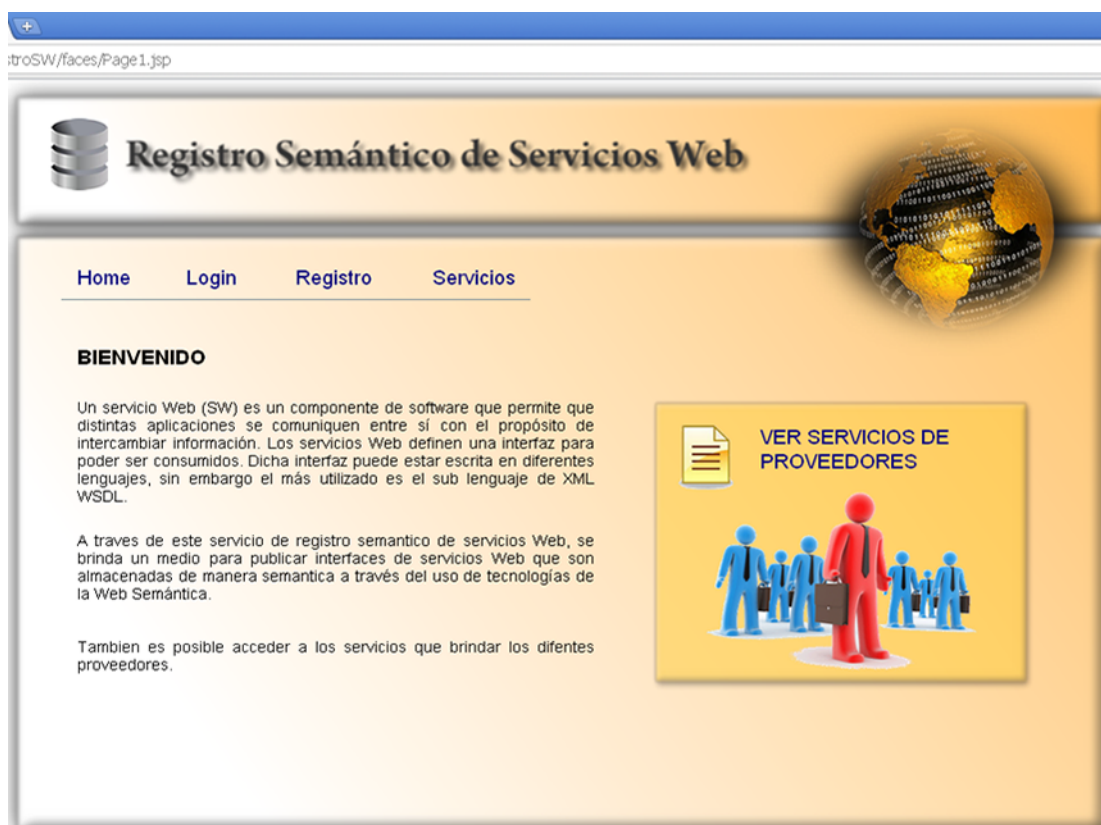 stroSW/faces/Page1.jsp
Registro Semántico de Servicios Web
Home Login Registro Servicios
BIENVENIDO
Un servicio Web (SW) es un componente de software que permite que
distintas aplicaciones se comuniquen entre sí con el propósito de
intercambiar información. Los servicios Web definen una interfaz para
poder ser consumidos. Dicha interfaz puede estar escrita en diferentes
lenguajes, sin embargo el más utilizado es el sub lenguaje de XML
WSDL.
A traves de este servicio de registro semantico de servicios Web, se
brinda un medio para publicar interfaces de servicios Web que son
almacenadas de manera semantica a través del uso de tecnologías de
la Web Semántica.
Tambien es posible acceder a los servicios que brindar los difentes
proveedores.
VER SERVICIOS DE
PROVEEDORES